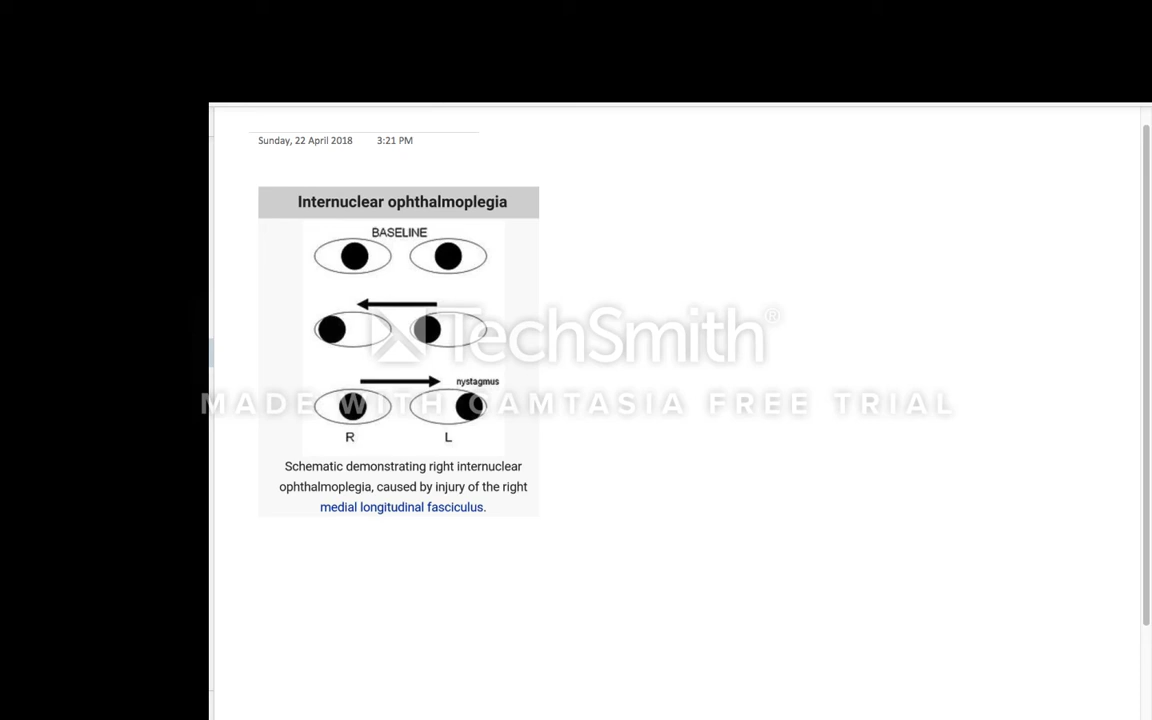 Sunday, 22 April 2018 3:21 PM
Internuclear ophthalmoplegia
BASELINE
TechSmith®
nystagmus
MADE WITH CAMTASIA FREE TRIAL
R L
Schematic demonstrating right internuclear
ophthalmoplegia, caused by injury of the right
medial longitudinal fasciculus.